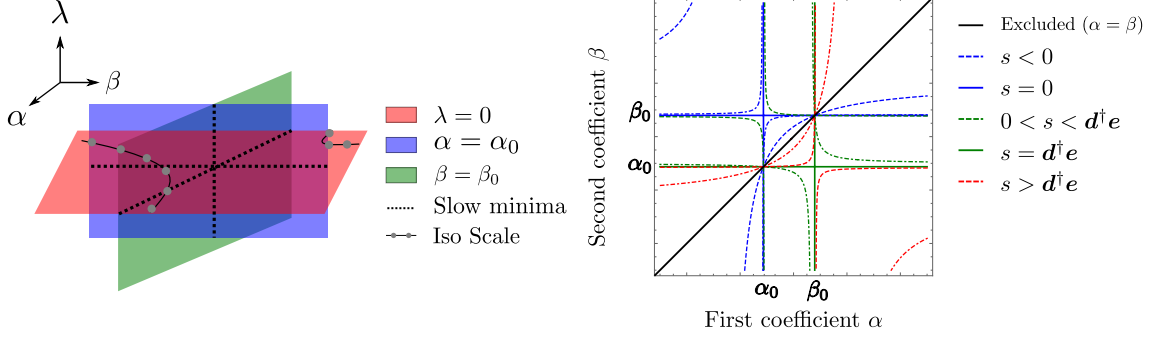 λ
β
α
λ = 0
α = α₀
β = β₀
Slow minima
Iso Scale
Second coefficient β
β₀
α₀
α₀
β₀
First coefficient α
Excluded (α = β)
s < 0
s = 0
0 < s < d†e
s = d†e
s > d†e